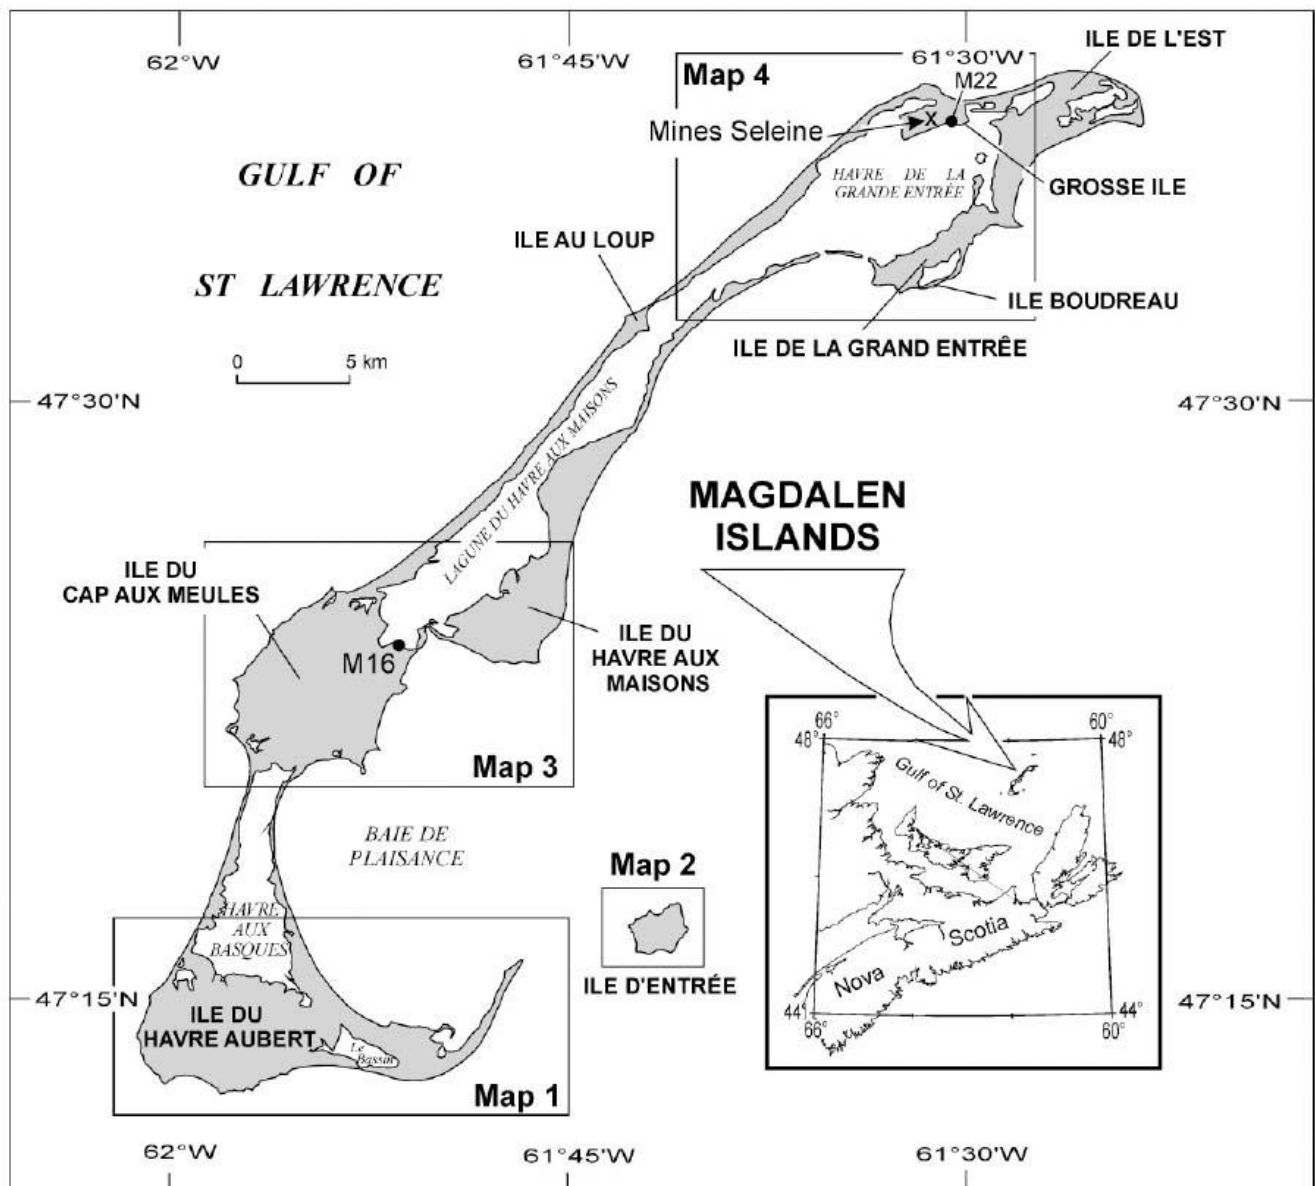 62°W
61°45'W
61°30'W
ILE DE L'EST
Map 4
M22
Mines Seleine
X
GULF OF
HAVRE DE LA
GRANDE ENTRÉE
GROSSE ILE
ILE AU LOUP
ST LAWRENCE
ILE BOUDREAU
ILE DE LA GRAND ENTRÊE
0
5 km
47°30'N
47°30'N
LAGUNE DU HAVRE AUX MAISONS
MAGDALEN
ISLANDS
ILE DU
CAP AUX MEULES
ILE DU
HAVRE AUX
MAISONS
M16
Map 3
66°
60°
48°
48°
Gulf of St. Lawrence
BAIE DE
PLAISANCE
Map 2
HAVRE
AUX
BASQUES
Scotia
Nova
ILE D'ENTRÉE
47°15'N
47°15'N
44°
44°
66°
60°
ILE DU
HAVRE AUBERT
Le
Bassin
Map 1
62°W
61°45'W
61°30'W